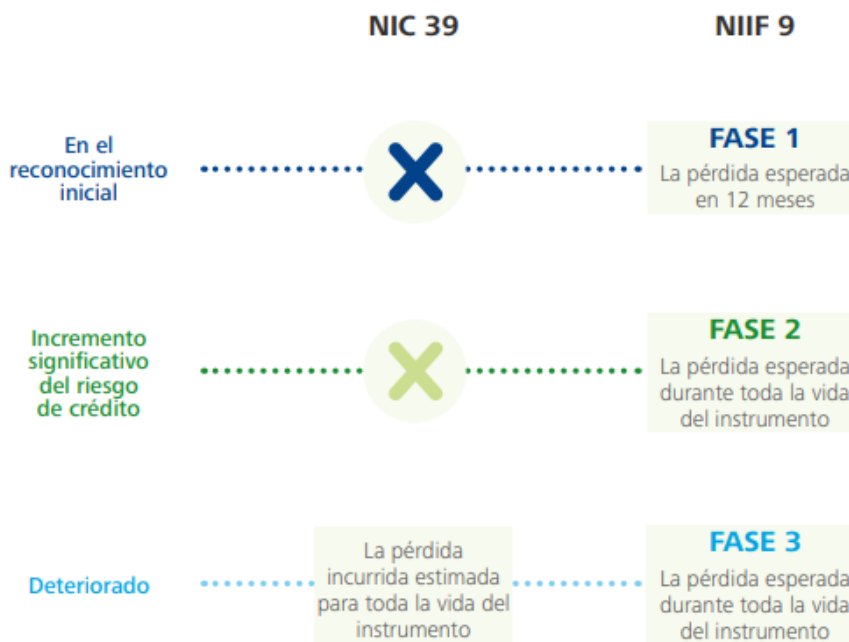 NIC 39
NIIF 9
En el
reconocimiento
inicial
FASE 1
La pérdida esperada
en 12 meses
Incremento
significativo
del riesgo
de crédito
FASE 2
La pérdida esperada
durante toda la vida
del instrumento
Deteriorado
La pérdida
incurrida estimada
para toda la vida del
instrumento
FASE 3
La pérdida esperada
durante toda la vida
del instrumento